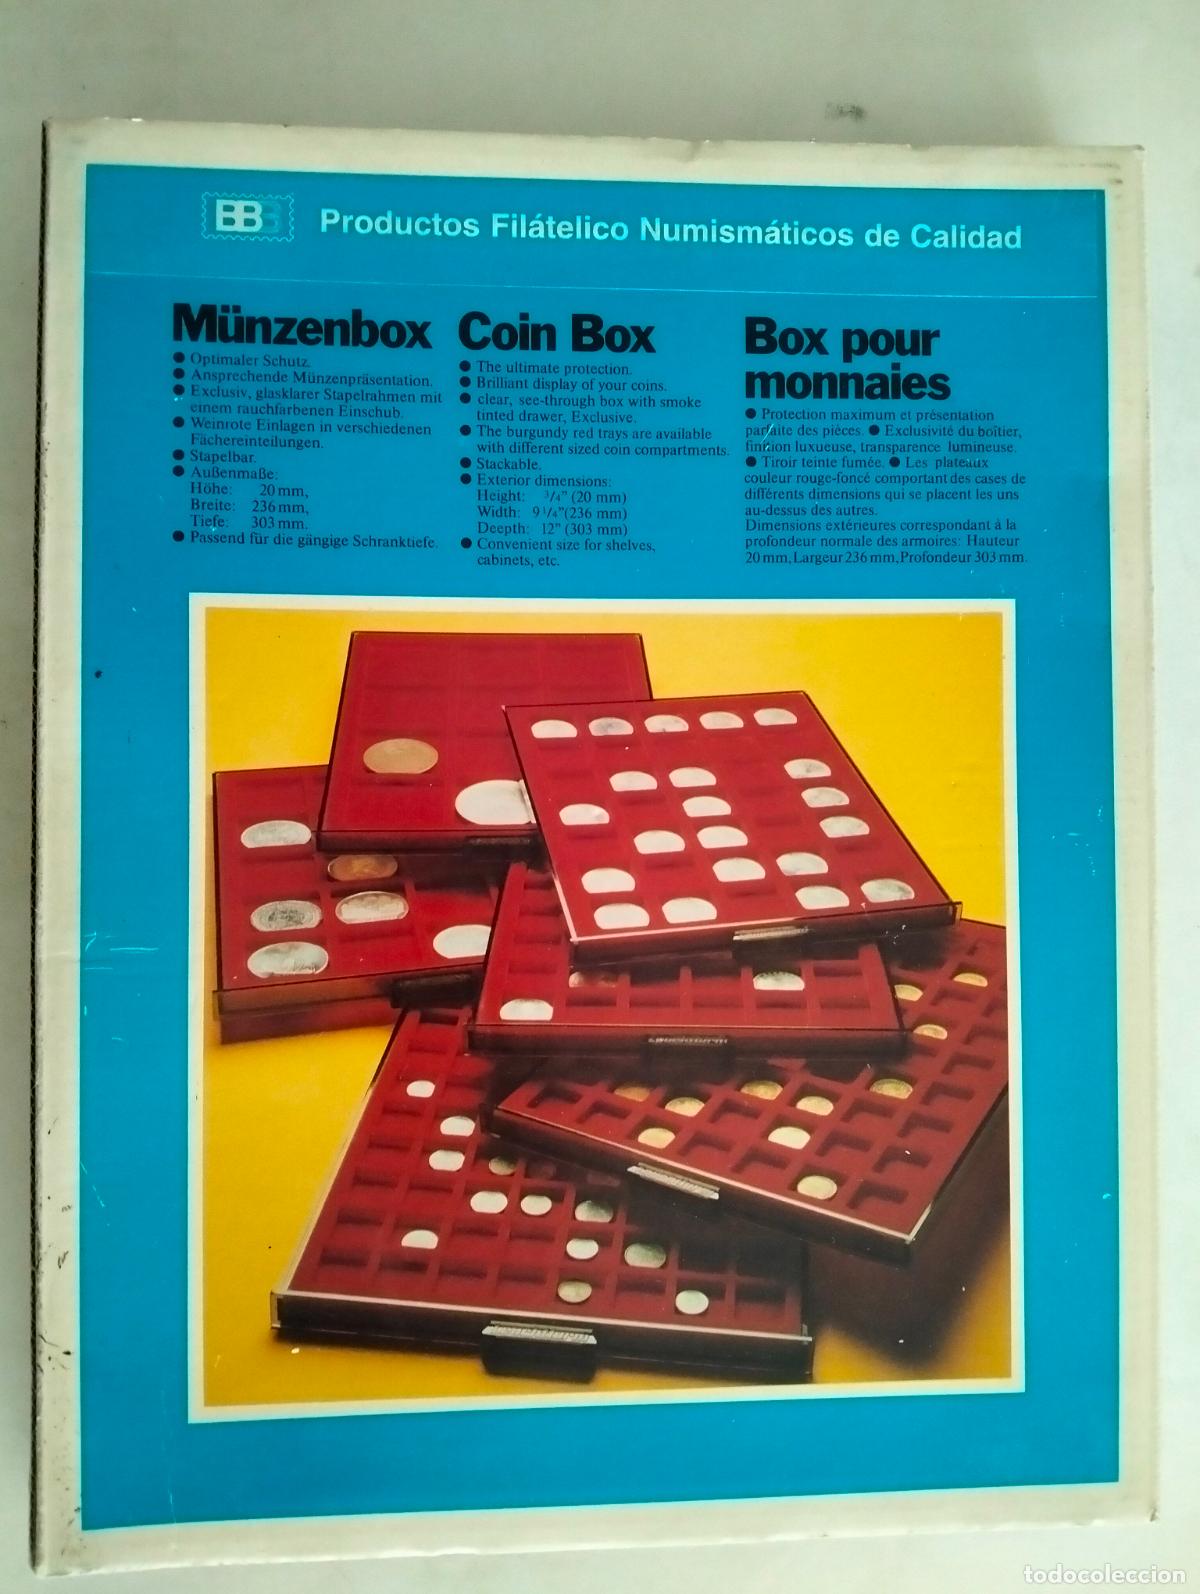 BBB
Productos Filátelico Numismáticos de Calidad
Münzenbox
● Optimaler Schutz.
● Ansprechende Münzenpräsentation.
● Exclusiv, glasklarer Stapelrahmen mit
einem rauchfarbenen Einschub.
● Weinrote Einlagen in verschiedenen
Fächereinteilungen.
● Stapelbar.
● Außenmaße:
Höhe: 20 mm,
Breite: 236 mm,
Tiefe: 303 mm.
● Passend für die gängige Schranktiefe.
Coin Box
● The ultimate protection.
● Brilliant display of your coins.
● clear, see-through box with smoke
tinted drawer, Exclusive.
● The burgundy red trays are available
with different sized coin compartments.
● Stackable.
● Exterior dimensions:
Height: 3/4” (20 mm)
Width: 9 1/4”(236 mm)
Deepth: 12” (303 mm)
● Convenient size for shelves,
cabinets, etc.
Box pour
monnaies
● Protection maximum et présentation
parfaite des pièces. ● Exclusivité du boîtier,
finition luxueuse, transparence lumineuse.
● Tiroir teinte fumée. ● Les plateaux
couleur rouge-foncé comportant des cases de
différents dimensions qui se placent les uns
au-dessus des autres.
Dimensions extérieures correspondant á la
profondeur normale des armoires: Hauteur
20 mm, Largeur 236 mm, Profondeur 303 mm.
todocoleccion